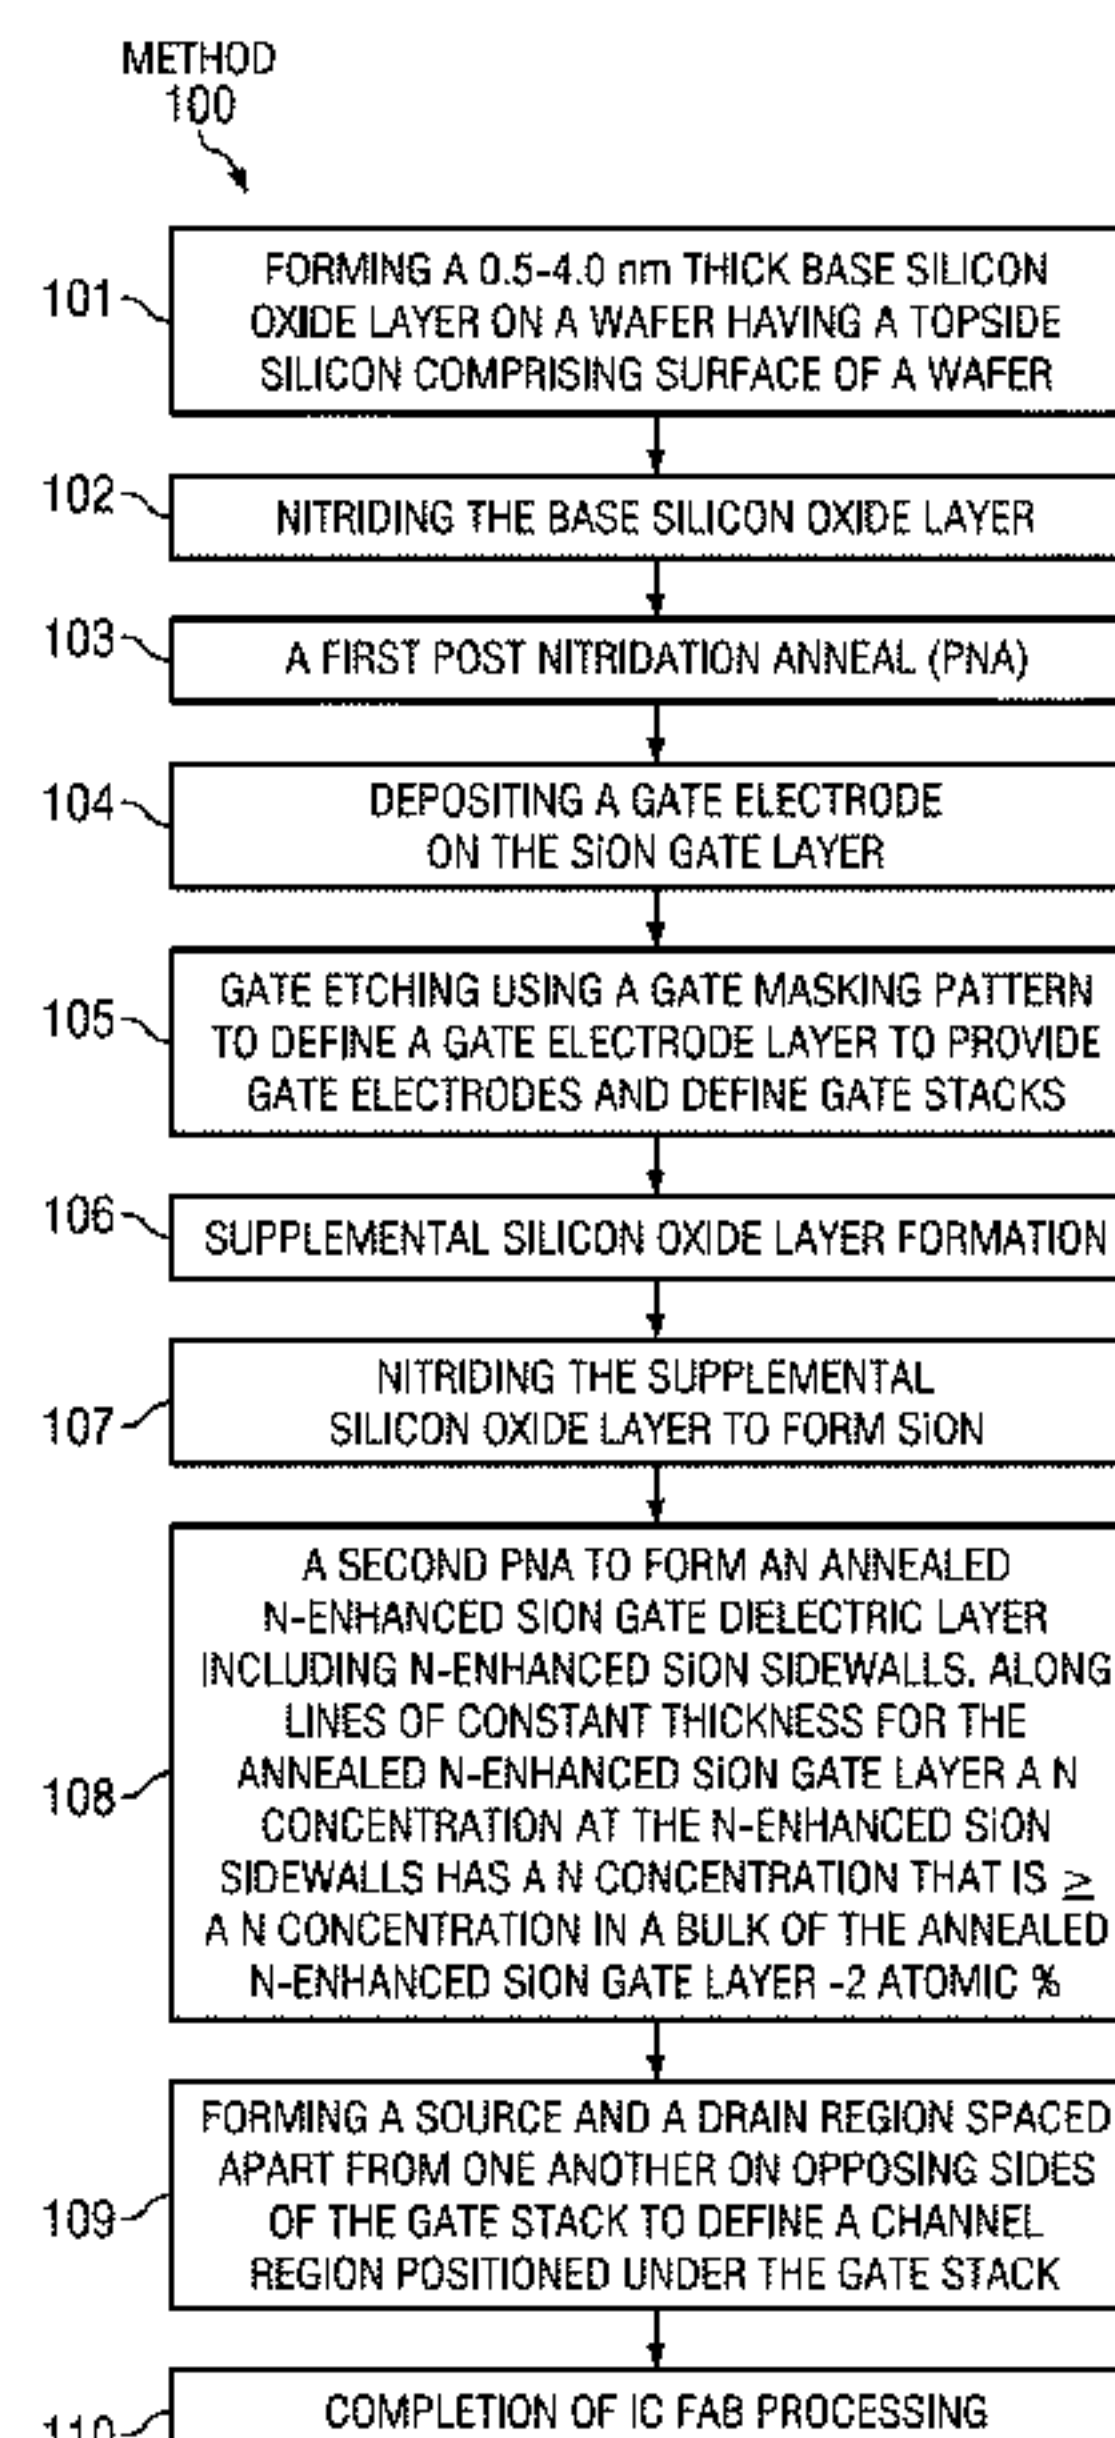 METHOD
100
101
FORMING A 0.5-4.0 nm THICK BASE SILICON
OXIDE LAYER ON A WAFER HAVING A TOPSIDE
SILICON COMPRISING SURFACE OF A WAFER
102
NITRIDING THE BASE SILICON OXIDE LAYER
103
A FIRST POST NITRIDATION ANNEAL (PNA)
104
DEPOSITING A GATE ELECTRODE
ON THE SiON GATE LAYER
105
GATE ETCHING USING A GATE MASKING PATTERN
TO DEFINE A GATE ELECTRODE LAYER TO PROVIDE
GATE ELECTRODES AND DEFINE GATE STACKS
106
SUPPLEMENTAL SILICON OXIDE LAYER FORMATION
107
NITRIDING THE SUPPLEMENTAL
SILICON OXIDE LAYER TO FORM SiON
108
A SECOND PNA TO FORM AN ANNEALED
N-ENHANCED SiON GATE DIELECTRIC LAYER
INCLUDING N-ENHANCED SiON SIDEWALLS. ALONG
LINES OF CONSTANT THICKNESS FOR THE
ANNEALED N-ENHANCED SiON GATE LAYER A N
CONCENTRATION AT THE N-ENHANCED SiON
SIDEWALLS HAS A N CONCENTRATION THAT IS ≥
A N CONCENTRATION IN A BULK OF THE ANNEALED
N-ENHANCED SiON GATE LAYER -2 ATOMIC %
109
FORMING A SOURCE AND A DRAIN REGION SPACED
APART FROM ONE ANOTHER ON OPPOSING SIDES
OF THE GATE STACK TO DEFINE A CHANNEL
REGION POSITIONED UNDER THE GATE STACK
110
COMPLETION OF IC FAB PROCESSING